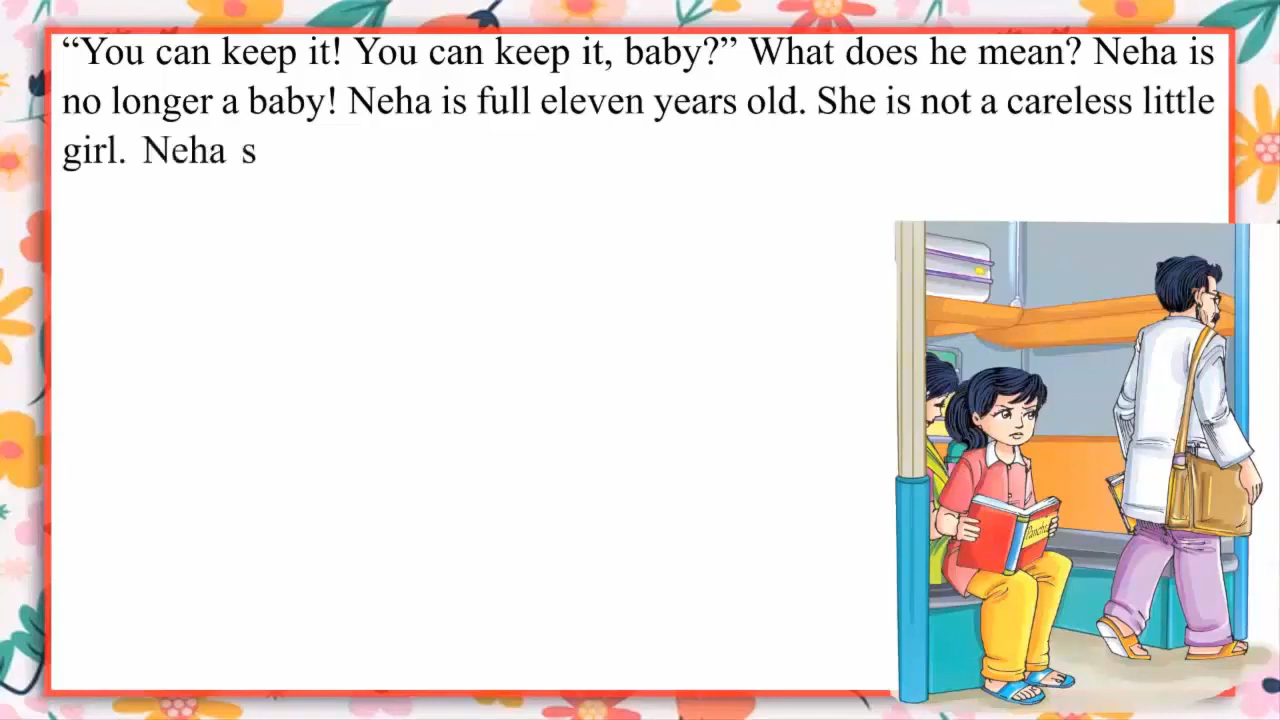 “You can keep it! You can keep it, baby?” What does he mean? Neha is
no longer a baby! Neha is full eleven years old. She is not a careless little
girl. Neha s